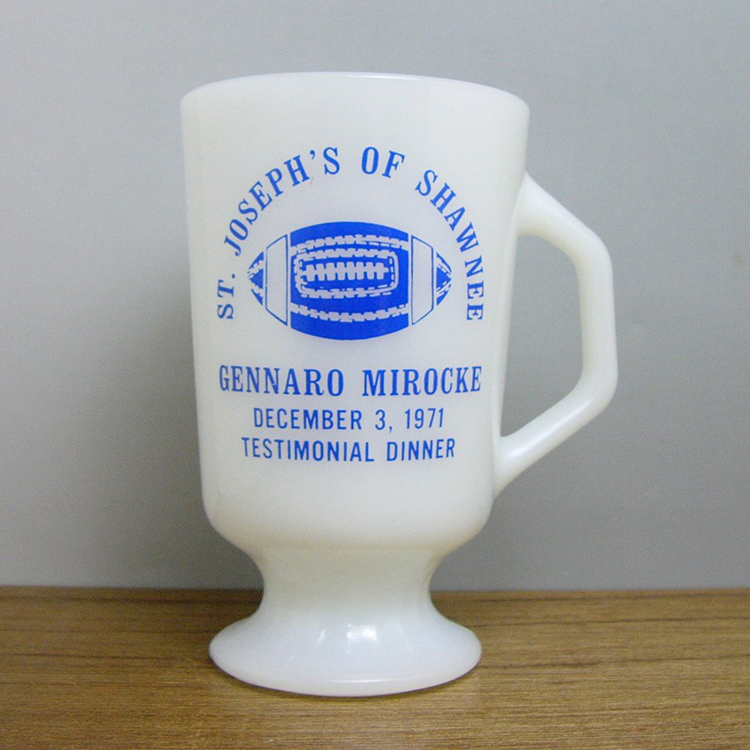 ST. JOSEPH'S OF SHAWNEE
GENNARO MIROCKE
DECEMBER 3, 1971
TESTIMONIAL DINNER